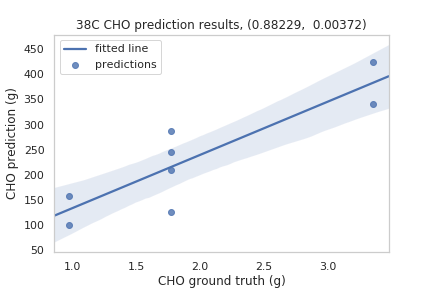 38C CHO prediction results, (0.88229,  0.00372)
fitted line
predictions
CHO prediction (g)
450
400
350
300
250
200
150
100
50
1.0 1.5 2.0 2.5 3.0
CHO ground truth (g)